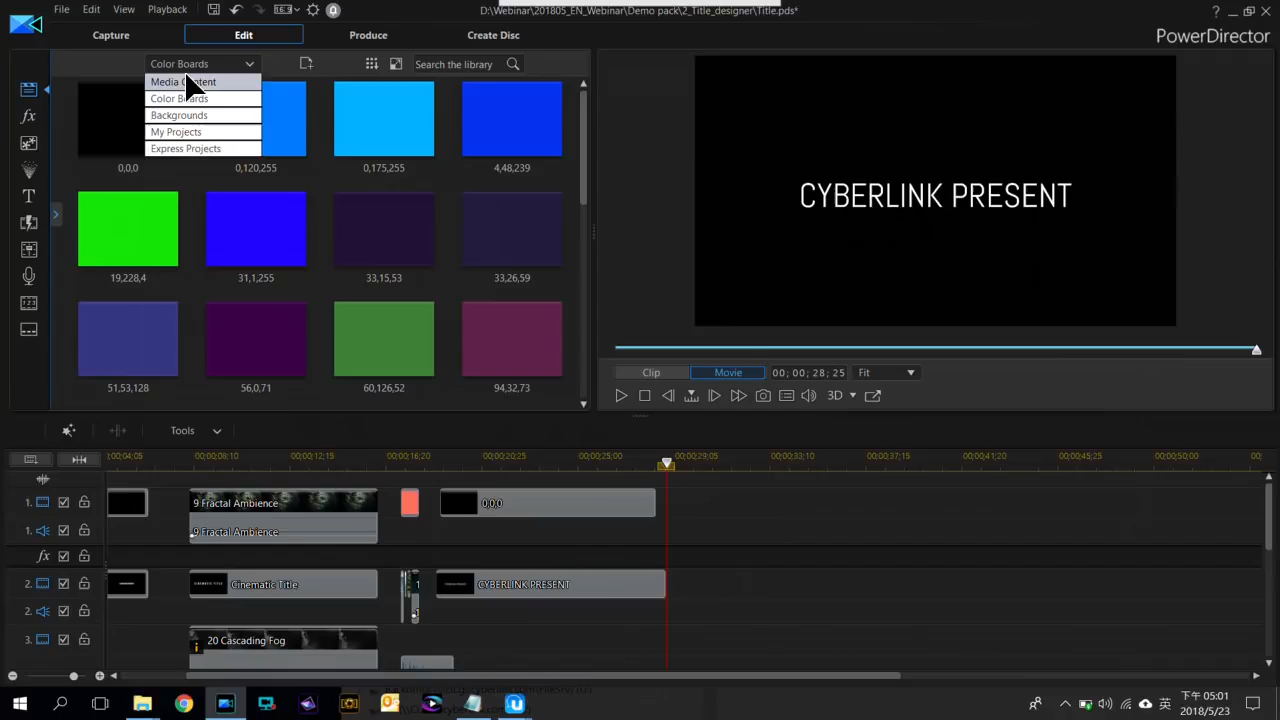 File Edit View Playback 16:9 D:\Webinar\201805_EN_Webinar\Demo pack\2_Title_designer\Title.pds*
?
Capture Edit Produce Create Disc PowerDirector
Color Boards Search the library
Media Content
Color Boards
Backgrounds
My Projects
Express Projects
0,0,0 0,120,255 0,175,255 4,48,239
CYBERLINK PRESENT
19,228,4 31,1,255 33,15,53 33,26,59
51,53,128 56,0,71 60,126,52 94,32,73
Clip Movie 00; 00; 28; 25 Fit
3D
Tools
00;00;04;05 00;00;08;10 00;00;12;15 00;00;16;20 00;00;20;25 00;00;25;00 00;00;29;05 00;00;33;10 00;00;37;15 00;00;41;20 00;00;45;25 00;00;50;00
1. 9 Fractal Ambience 0,0,0
1. 9 Fractal Ambience
fx
2. CINEMATIC TITLE Cinematic Title CYBERLINK PRESENT
2.
3. 20 Cascading Fog
英
下午 05:01
2018/5/23